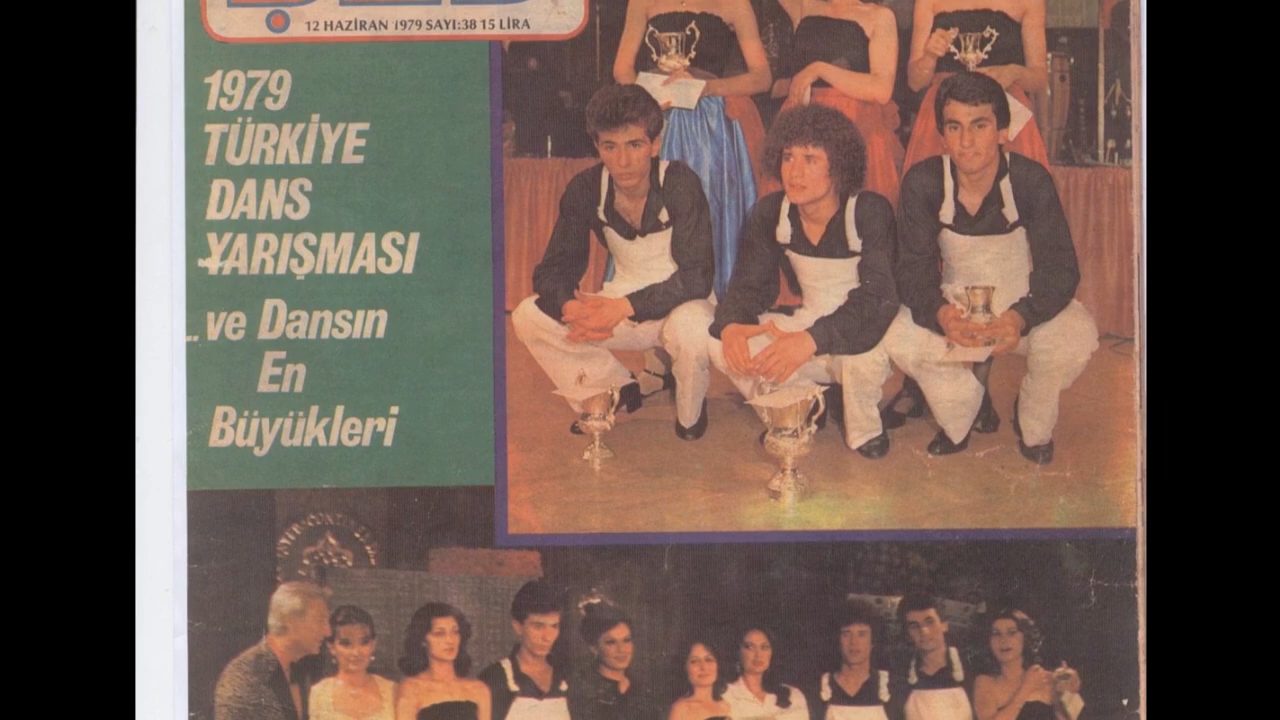 12 HAZİRAN 1979 SAYI:38 15 LİRA
1979
TÜRKİYE
DANS
YARIŞMASI
..ve Dansın
En
Büyükleri